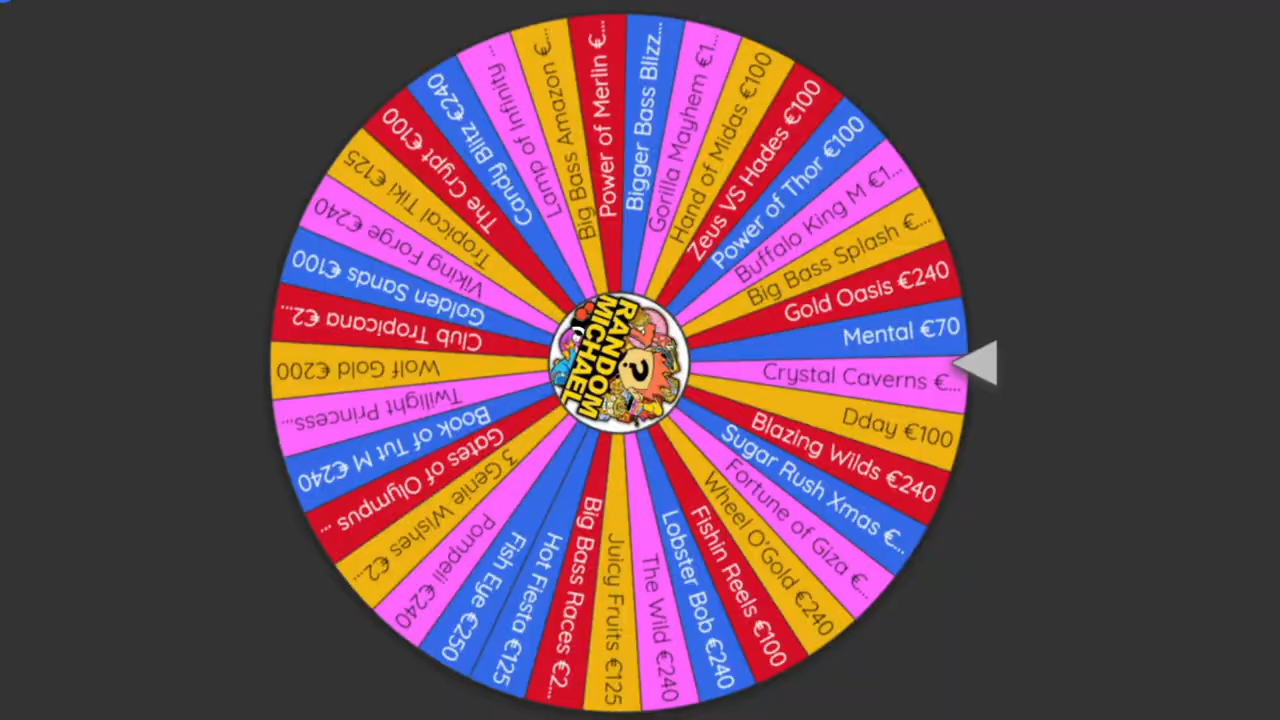 Power of Merlin €...
Bigger Bass Blizz...
Gorilla Mayhem €1...
Hand of Midas €100
Zeus VS Hades €100
Power of Thor €100
Buffalo King M €1...
Big Bass Splash €...
Gold Oasis €240
Mental €70
Crystal Caverns €...
Dday €100
Blazing Wilds €240
Sugar Rush Xmas €...
Fortune of Giza €...
Wheel O'Gold €240
Fishin Reels €100
Lobster Bob €240
The Wild €240
Juicy Fruits €125
Big Bass Races €2...
Hot Fiesta €125
Fish Eye €250
Pompeii €240
3 Genie Wishes €2...
Gates of Olympus ...
Book of Tut M €240
Twilight Princess...
Wolf Gold €200
Club Tropicana €2...
Golden Sands €100
Viking Forge €240
Tropical Tiki €125
The Crypt €100
Candy Blitz €240
Lamp of Infinity ...
Big Bass Amazon €...
RANDOM
MICHAEL
?